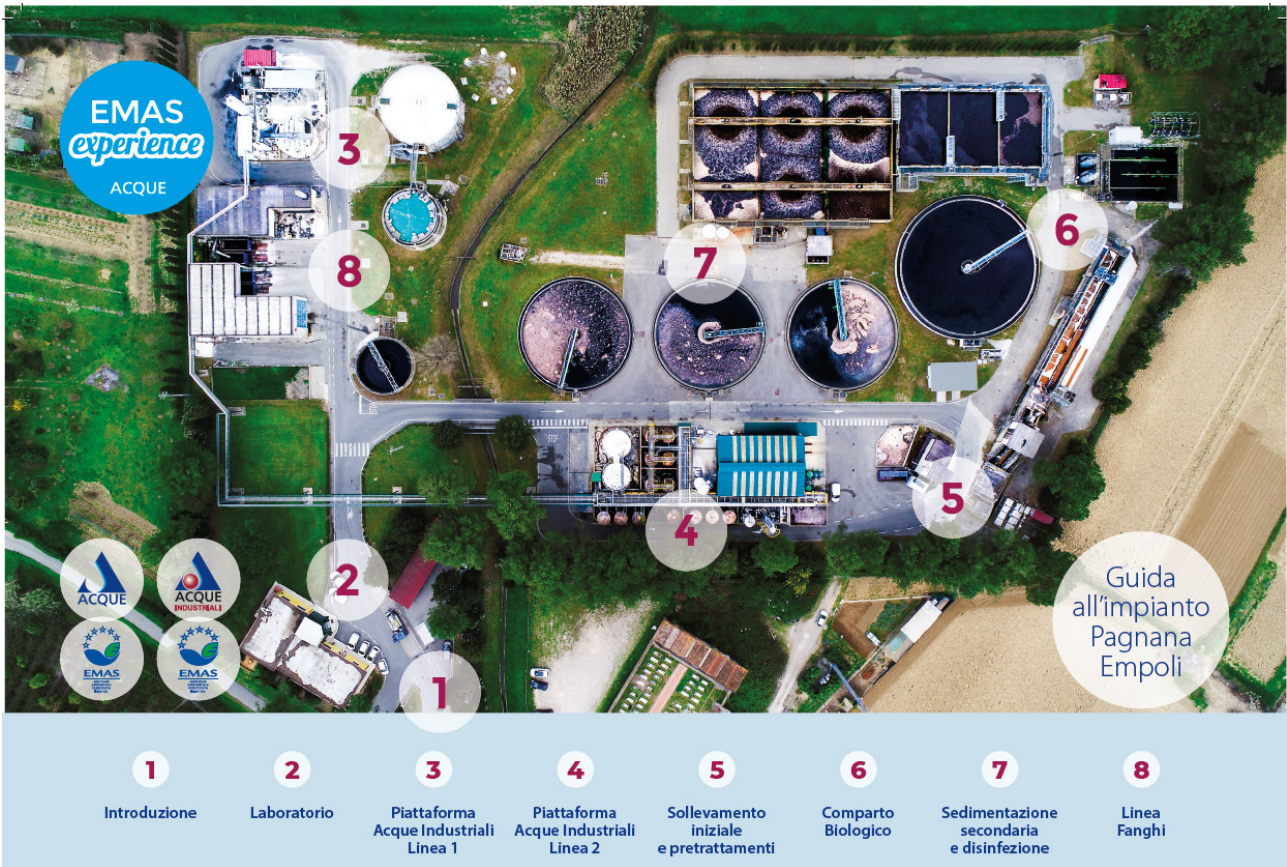 EMAS
experience
ACQUE
3
8
7
6
5
4
2
1
ACQUE
ACQUE
INDUSTRIALI
EMAS
EMAS
Guida
all'impianto
Pagnana
Empoli
1
Introduzione
2
Laboratorio
3
Piattaforma
Acque Industriali
Linea 1
4
Piattaforma
Acque Industriali
Linea 2
5
Sollevamento
iniziale
e pretrattamenti
6
Comparto
Biologico
7
Sedimentazione
secondaria
e disinfezione
8
Linea
Fanghi